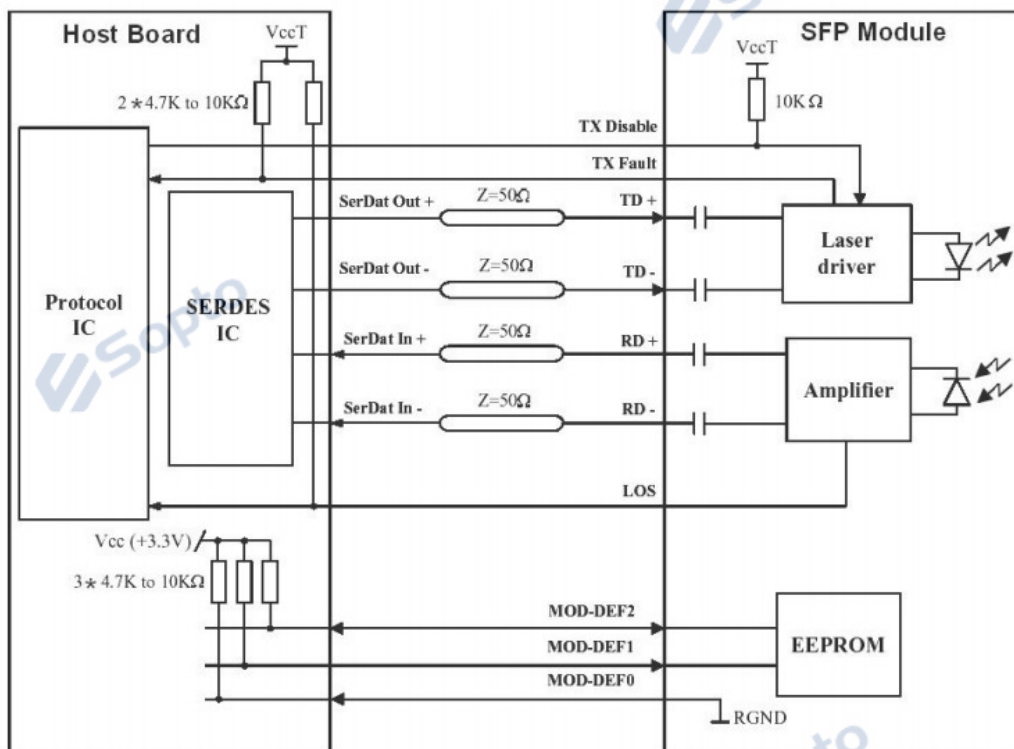 Host Board
SFP Module
VccT
VccT
2*4.7K to 10KΩ
10KΩ
TX Disable
TX Fault
SerDat Out +
Z=50Ω
TD +
SerDat Out -
Z=50Ω
TD -
Laser
driver
Protocol
IC
SERDES
IC
SerDat In +
Z=50Ω
RD +
SerDat In -
Z=50Ω
RD -
Amplifier
LOS
Vcc (+3.3V)
3*4.7K to 10KΩ
MOD-DEF2
MOD-DEF1
MOD-DEF0
EEPROM
RGND
Sopto